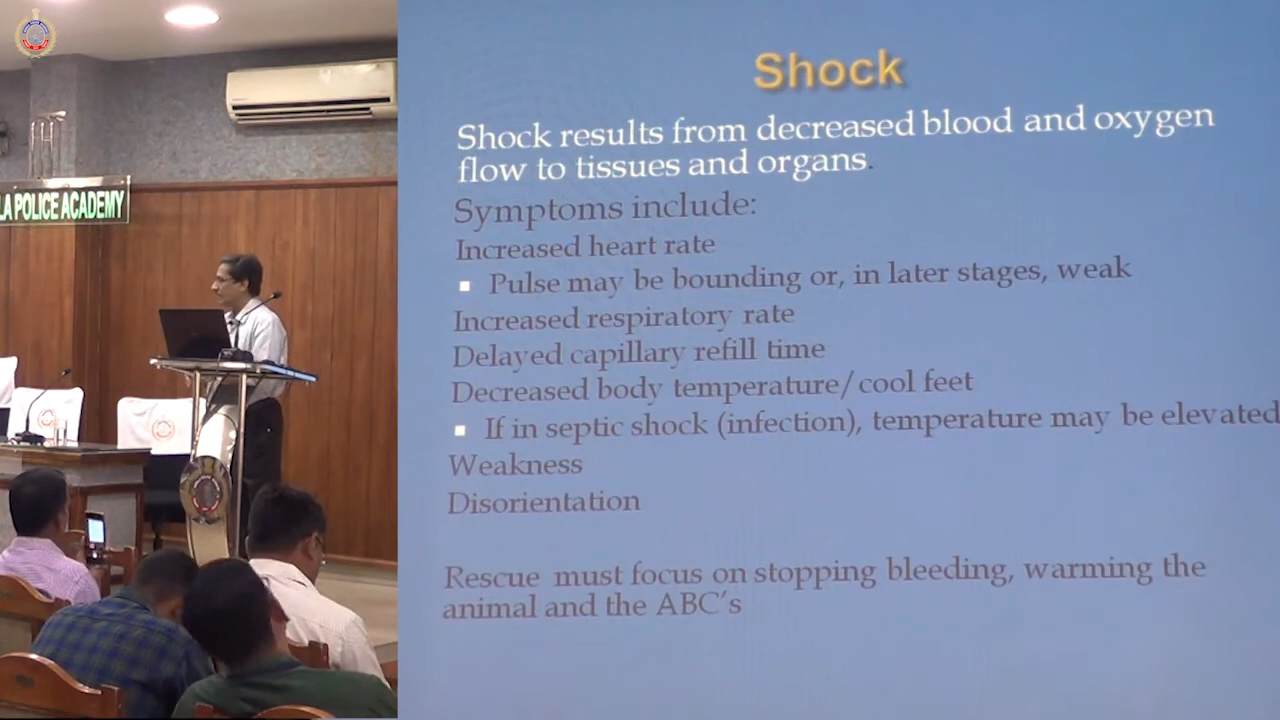 LA POLICE ACADEMY
Shock
Shock results from decreased blood and oxygen
flow to tissues and organs.
Symptoms include:
Increased heart rate
Pulse may be bounding or, in later stages, weak
Increased respiratory rate
Delayed capillary refill time
Decreased body temperature/cool feet
If in septic shock (infection), temperature may be elevated
Weakness
Disorientation
Rescue must focus on stopping bleeding, warming the
animal and the ABC's